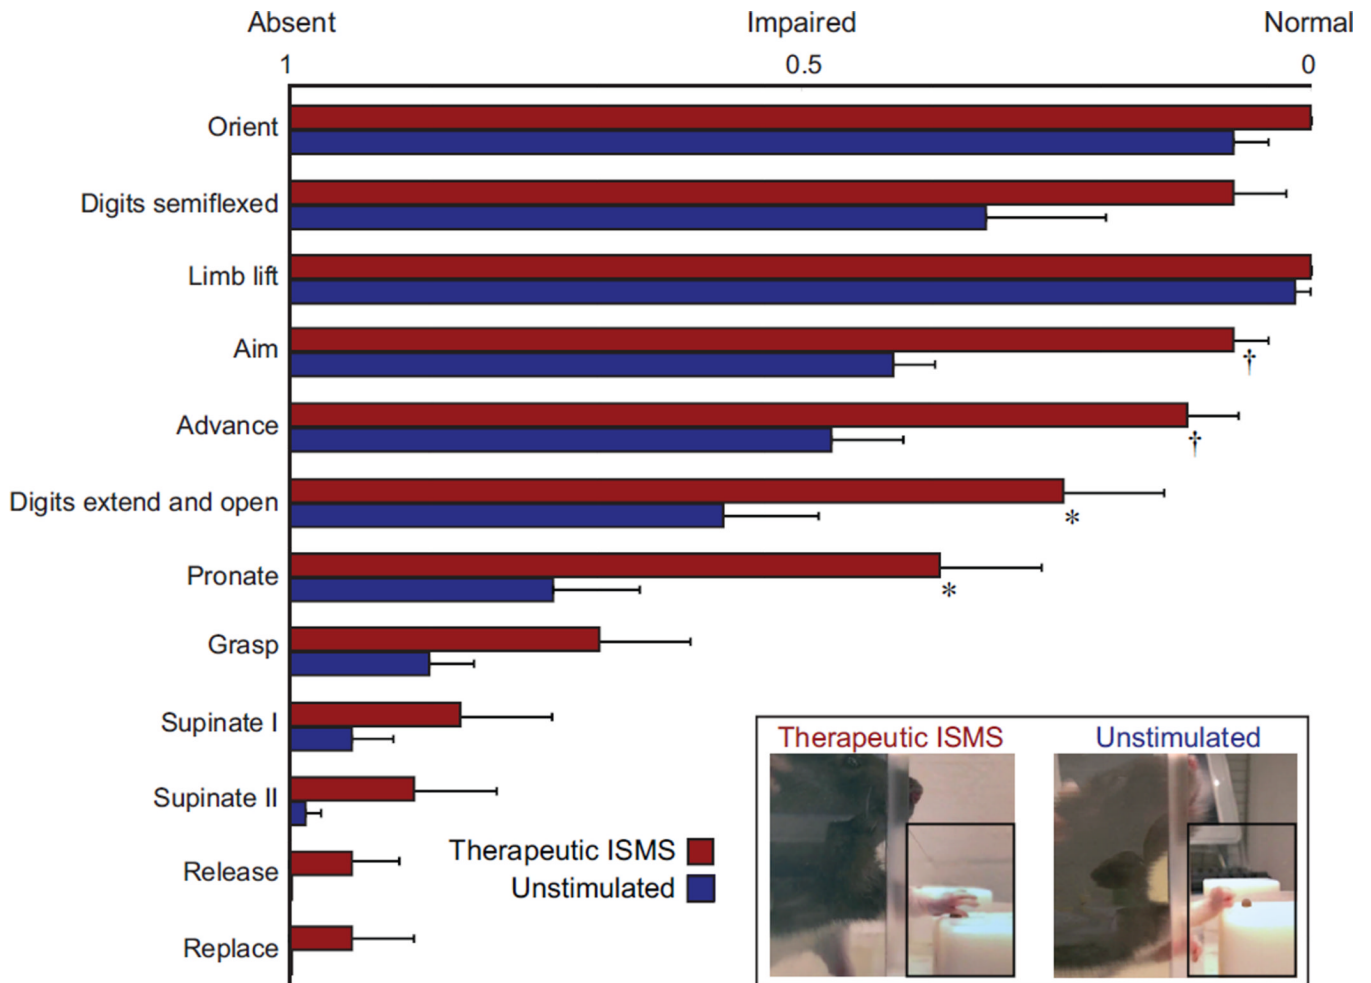 Absent Impaired Normal
1 0.5 0
Orient
Digits semiflexed
Limb lift
Aim
†
Advance
†
Digits extend and open
*
Pronate
*
Grasp
Supinate I
Supinate II
Release
Replace
Therapeutic ISMS
Unstimulated
Therapeutic ISMS Unstimulated